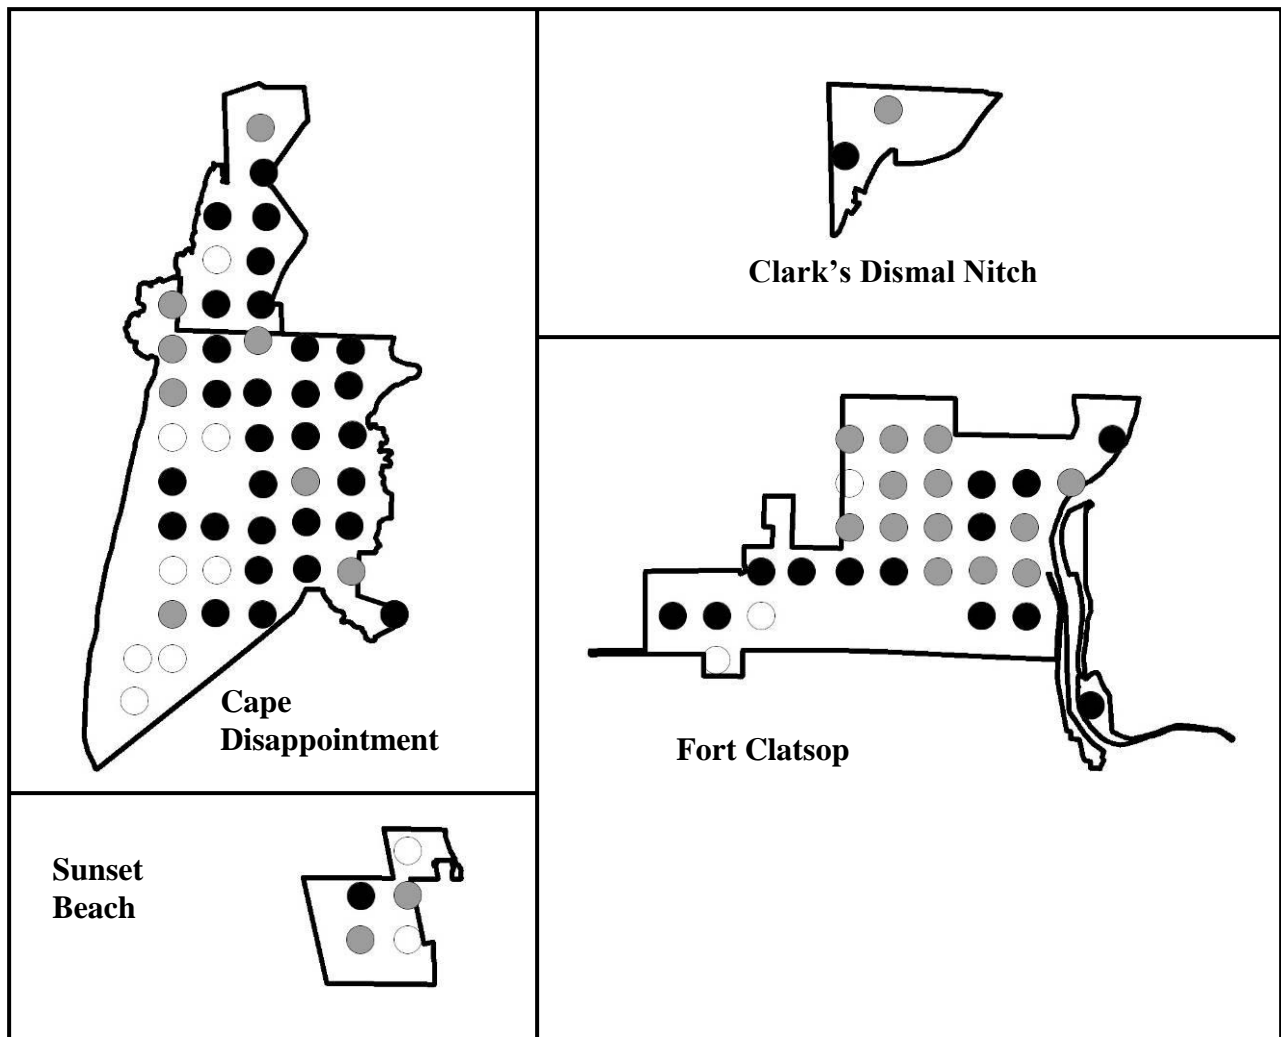 Clark’s Dismal Nitch
Cape
Disappointment
Fort Clatsop
Sunset
Beach